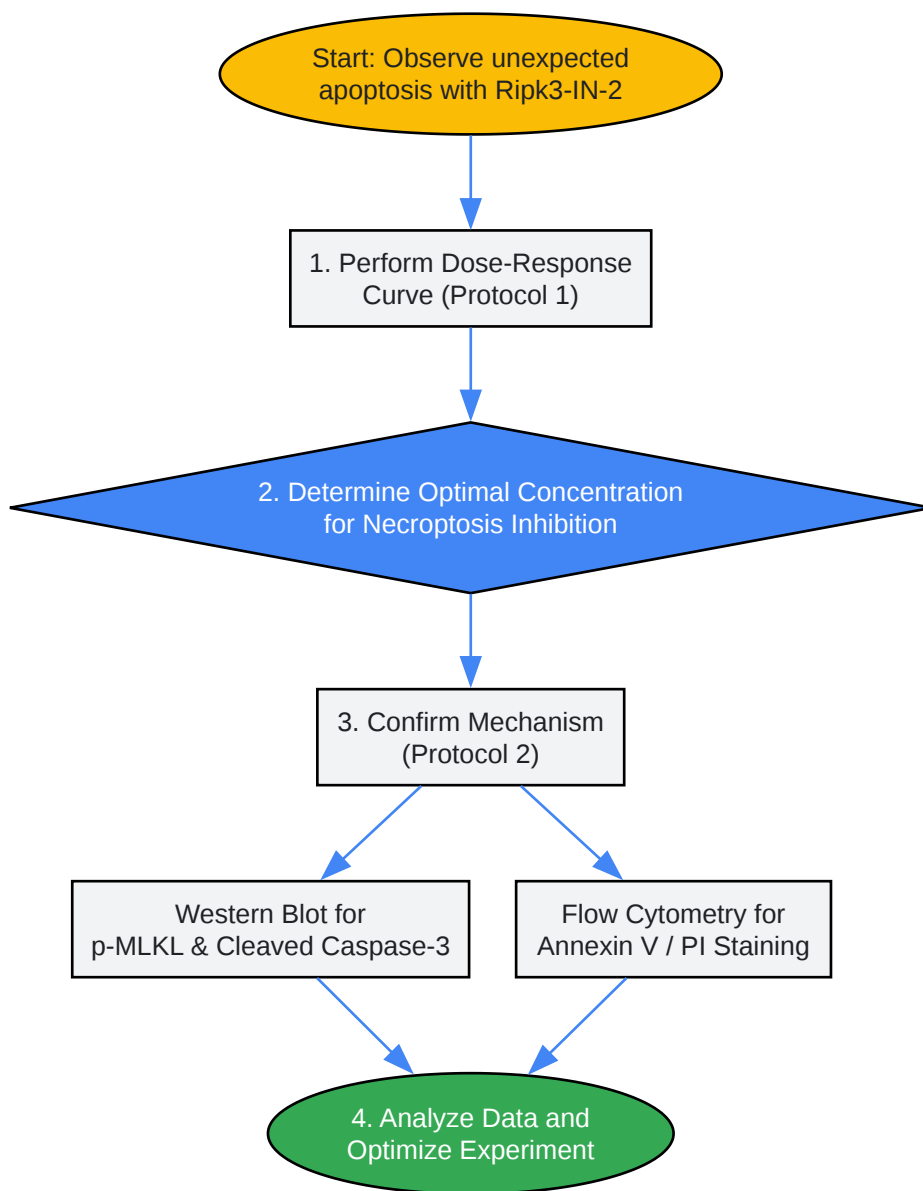 Start: Observe unexpected
apoptosis with Ripk3-IN-2
1. Perform Dose-Response
Curve (Protocol 1)
2. Determine Optimal Concentration
for Necroptosis Inhibition
3. Confirm Mechanism
(Protocol 2)
Western Blot for
p-MLKL & Cleaved Caspase-3
Flow Cytometry for
Annexin V / PI Staining
4. Analyze Data and
Optimize Experiment